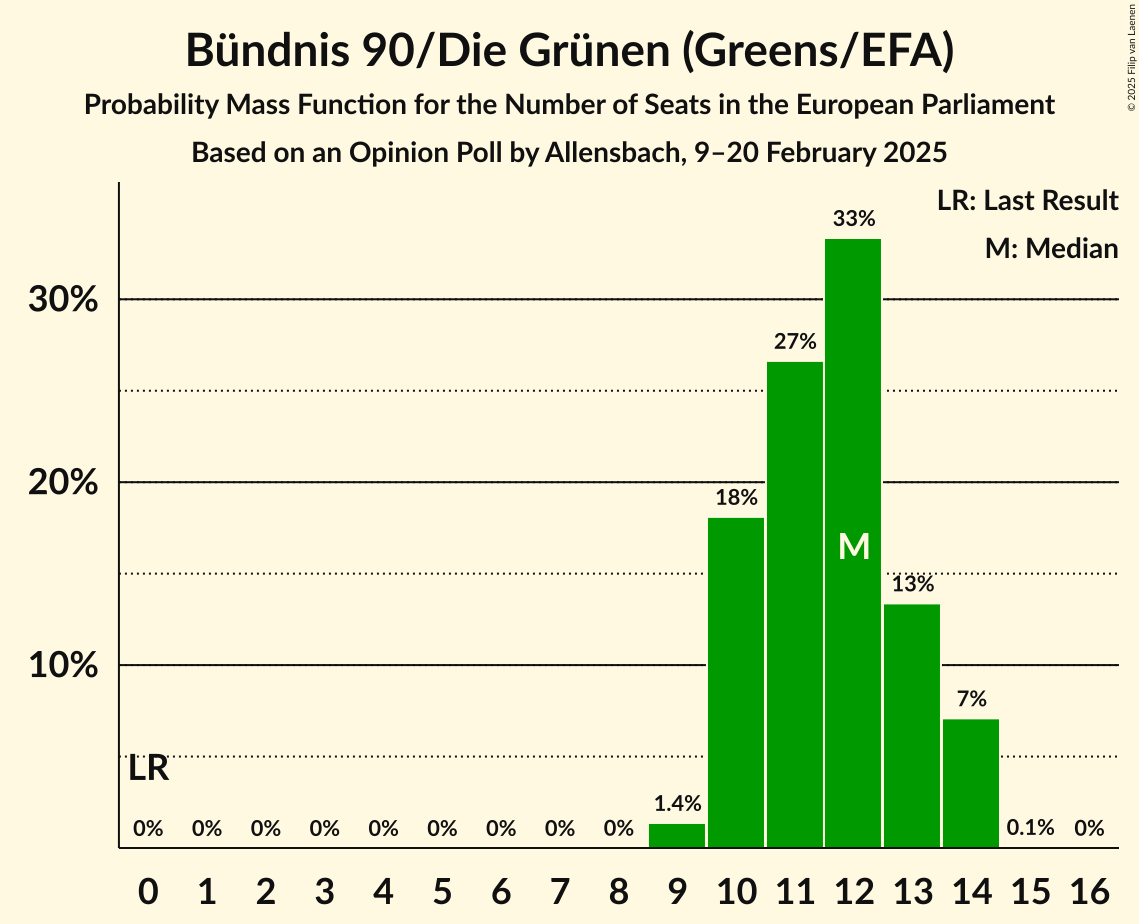 Bündnis 90/Die Grünen (Greens/EFA)
Probability Mass Function for the Number of Seats in the European Parliament
Based on an Opinion Poll by Allensbach, 9–20 February 2025
© 2025 Filip van Laenen
LR: Last Result
M: Median
33%
30%
27%
20%
18%
M
13%
10%
7%
LR
1.4%
0% 0% 0% 0% 0% 0% 0% 0% 0% 0.1% 0%
0 1 2 3 4 5 6 7 8 9 10 11 12 13 14 15 16